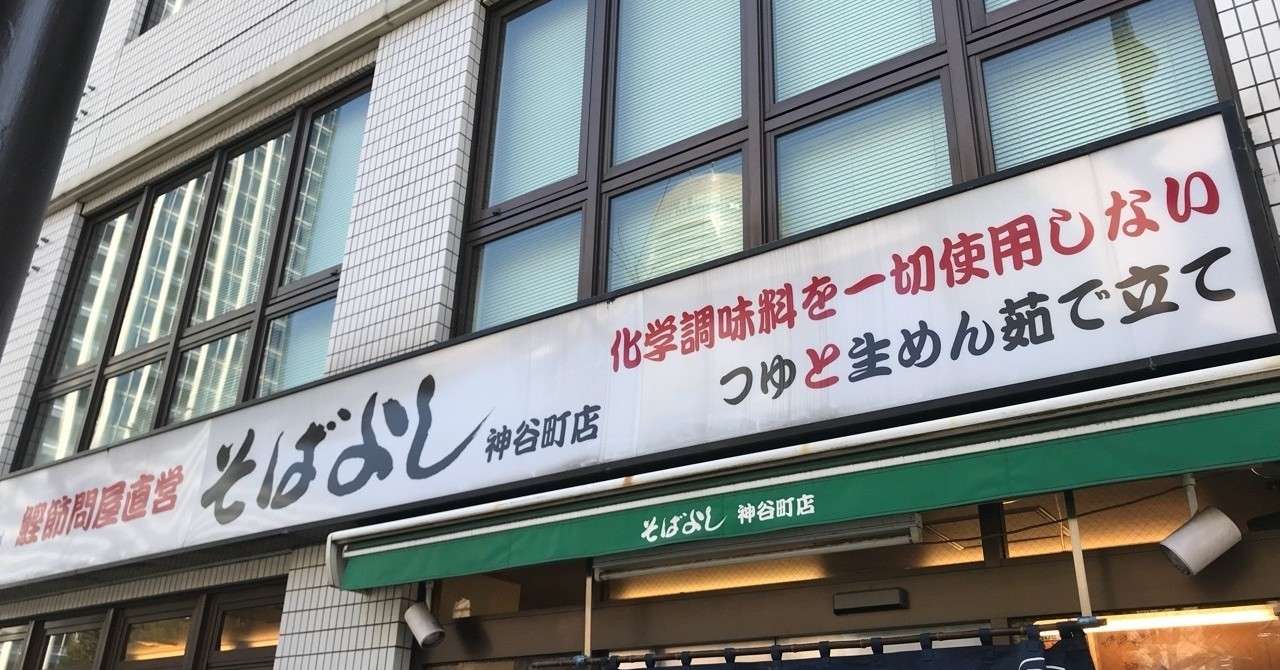 鰹節問屋直営
そばよし 神谷町店
化学調味料を一切使用しない
つゆと生めん茹で立て
そばよし 神谷町店